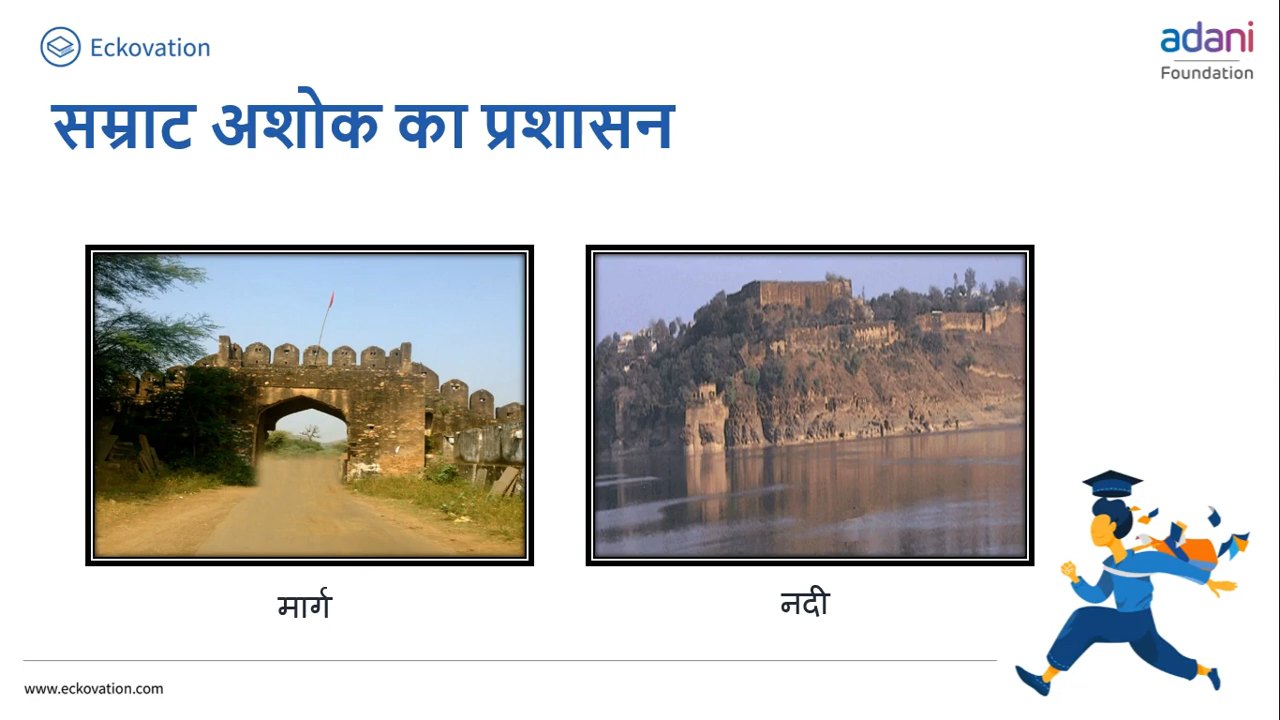 Eckovation
adani
Foundation
सम्राट अशोक का प्रशासन
मार्ग
नदी
www.eckovation.com